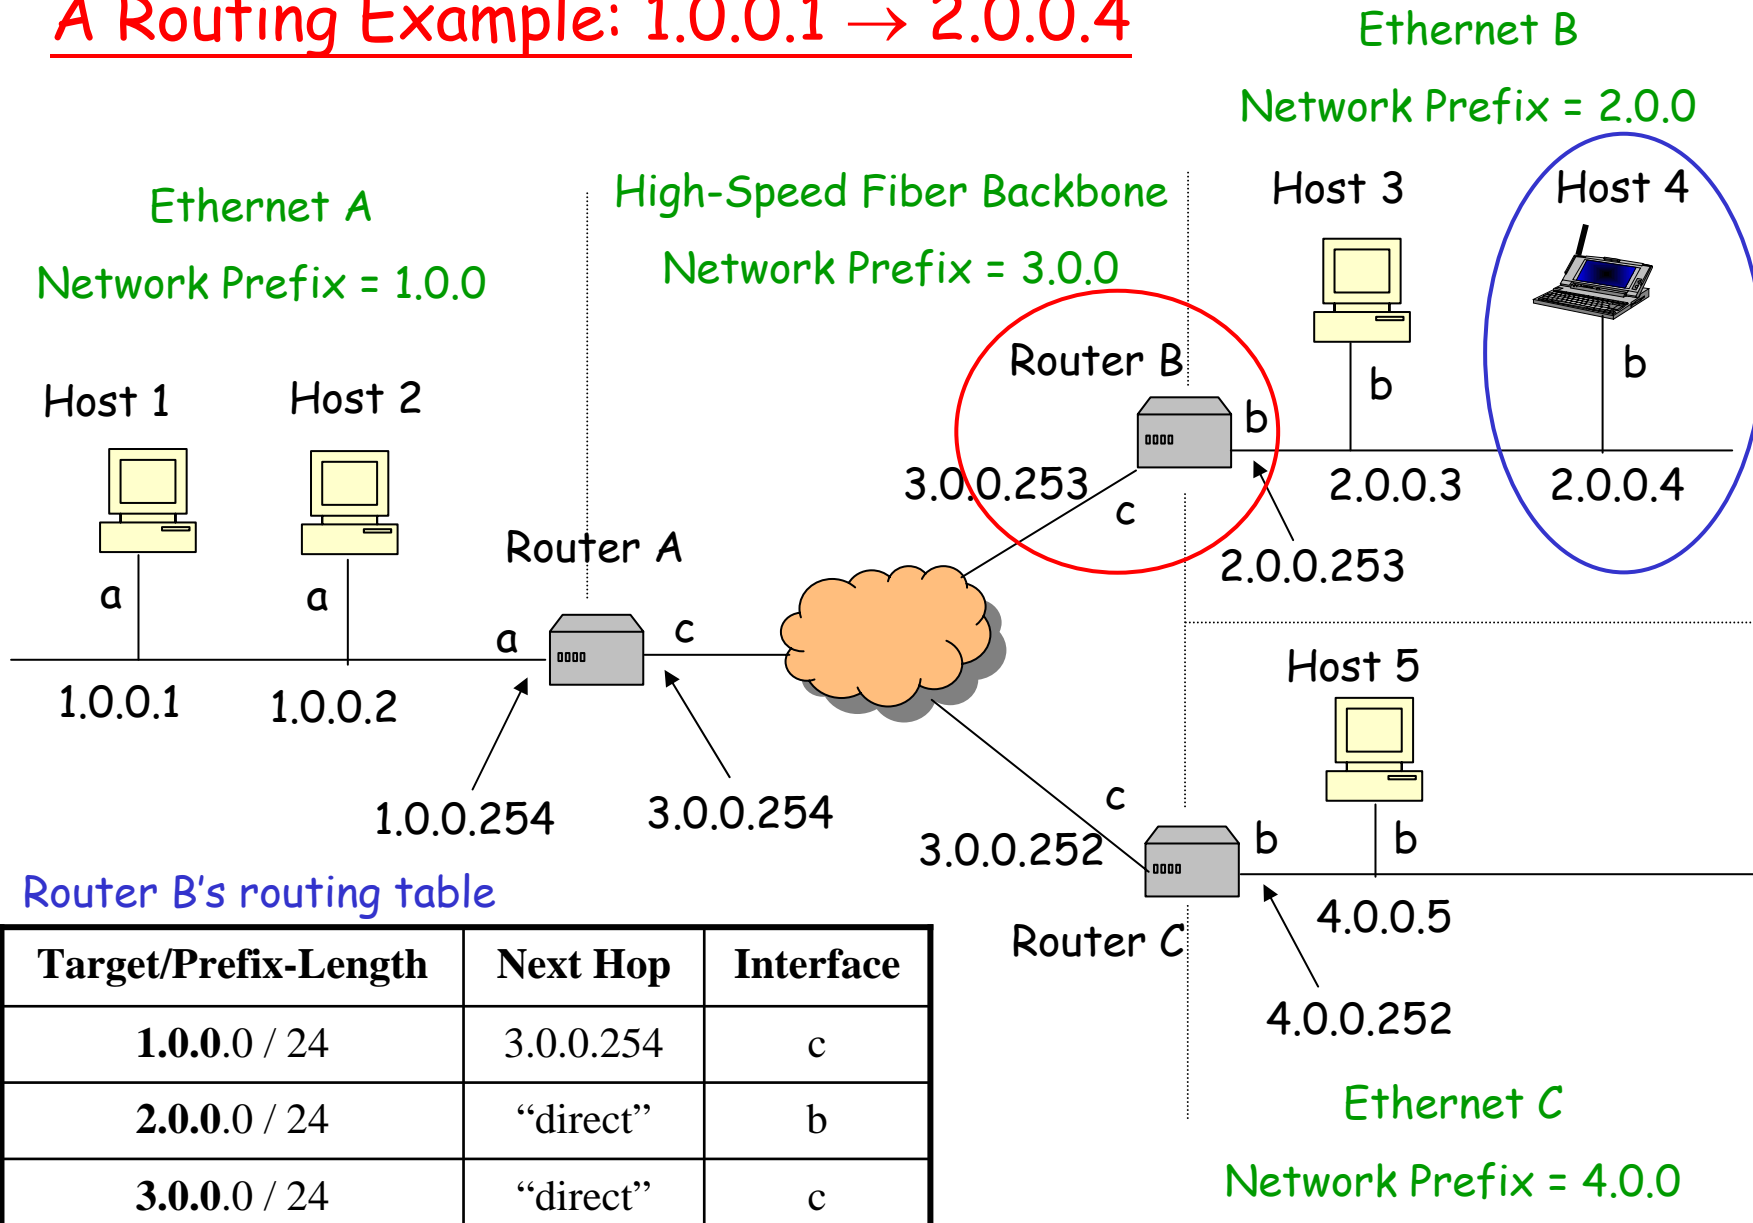 A Routing Example: 1.0.0.1 → 2.0.0.4
Ethernet B
Network Prefix = 2.0.0
Ethernet A
Network Prefix = 1.0.0
High-Speed Fiber Backbone
Network Prefix = 3.0.0
Host 3
Host 4
Router B
b
b
b
Host 1
Host 2
3.0.0.253
c
2.0.0.3
2.0.0.4
2.0.0.253
Router A
a
a
a
c
1.0.0.1
1.0.0.2
Host 5
1.0.0.254
3.0.0.254
c
3.0.0.252
b
b
4.0.0.5
Router C
4.0.0.252
Ethernet C
Network Prefix = 4.0.0
Router B’s routing table
Target/Prefix-Length Next Hop Interface
1.0.0.0 / 24 3.0.0.254 c
2.0.0.0 / 24 “direct” b
3.0.0.0 / 24 “direct” c